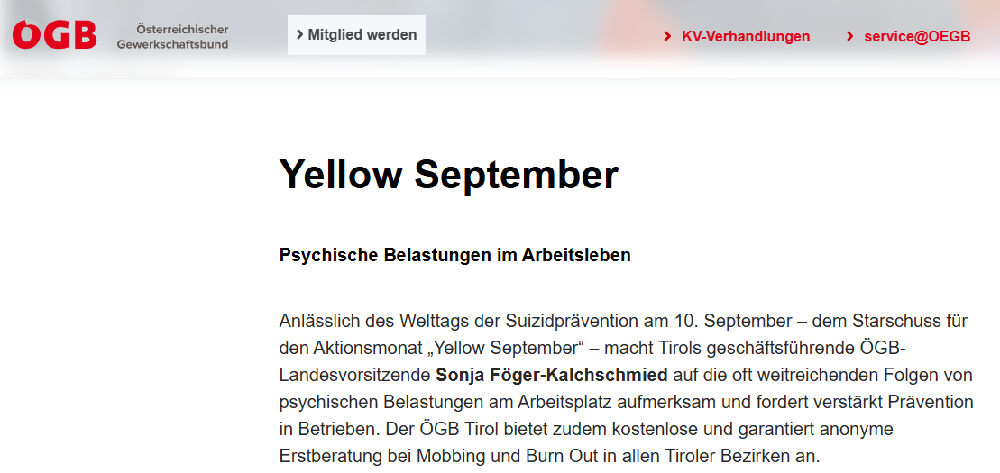 ÖGB
Österreichischer
Gewerkschaftsbund
Mitglied werden
KV-Verhandlungen
service@OEGB
Yellow September
Psychische Belastungen im Arbeitsleben
Anlässlich des Welttags der Suizidprävention am 10. September – dem Starschuss für
den Aktionsmonat „Yellow September“ – macht Tirols geschäftsführende ÖGB-
Landesvorsitzende Sonja Föger-Kalchschmied auf die oft weitreichenden Folgen von
psychischen Belastungen am Arbeitsplatz aufmerksam und fordert verstärkt Prävention
in Betrieben. Der ÖGB Tirol bietet zudem kostenlose und garantiert anonyme
Erstberatung bei Mobbing und Burn Out in allen Tiroler Bezirken an.